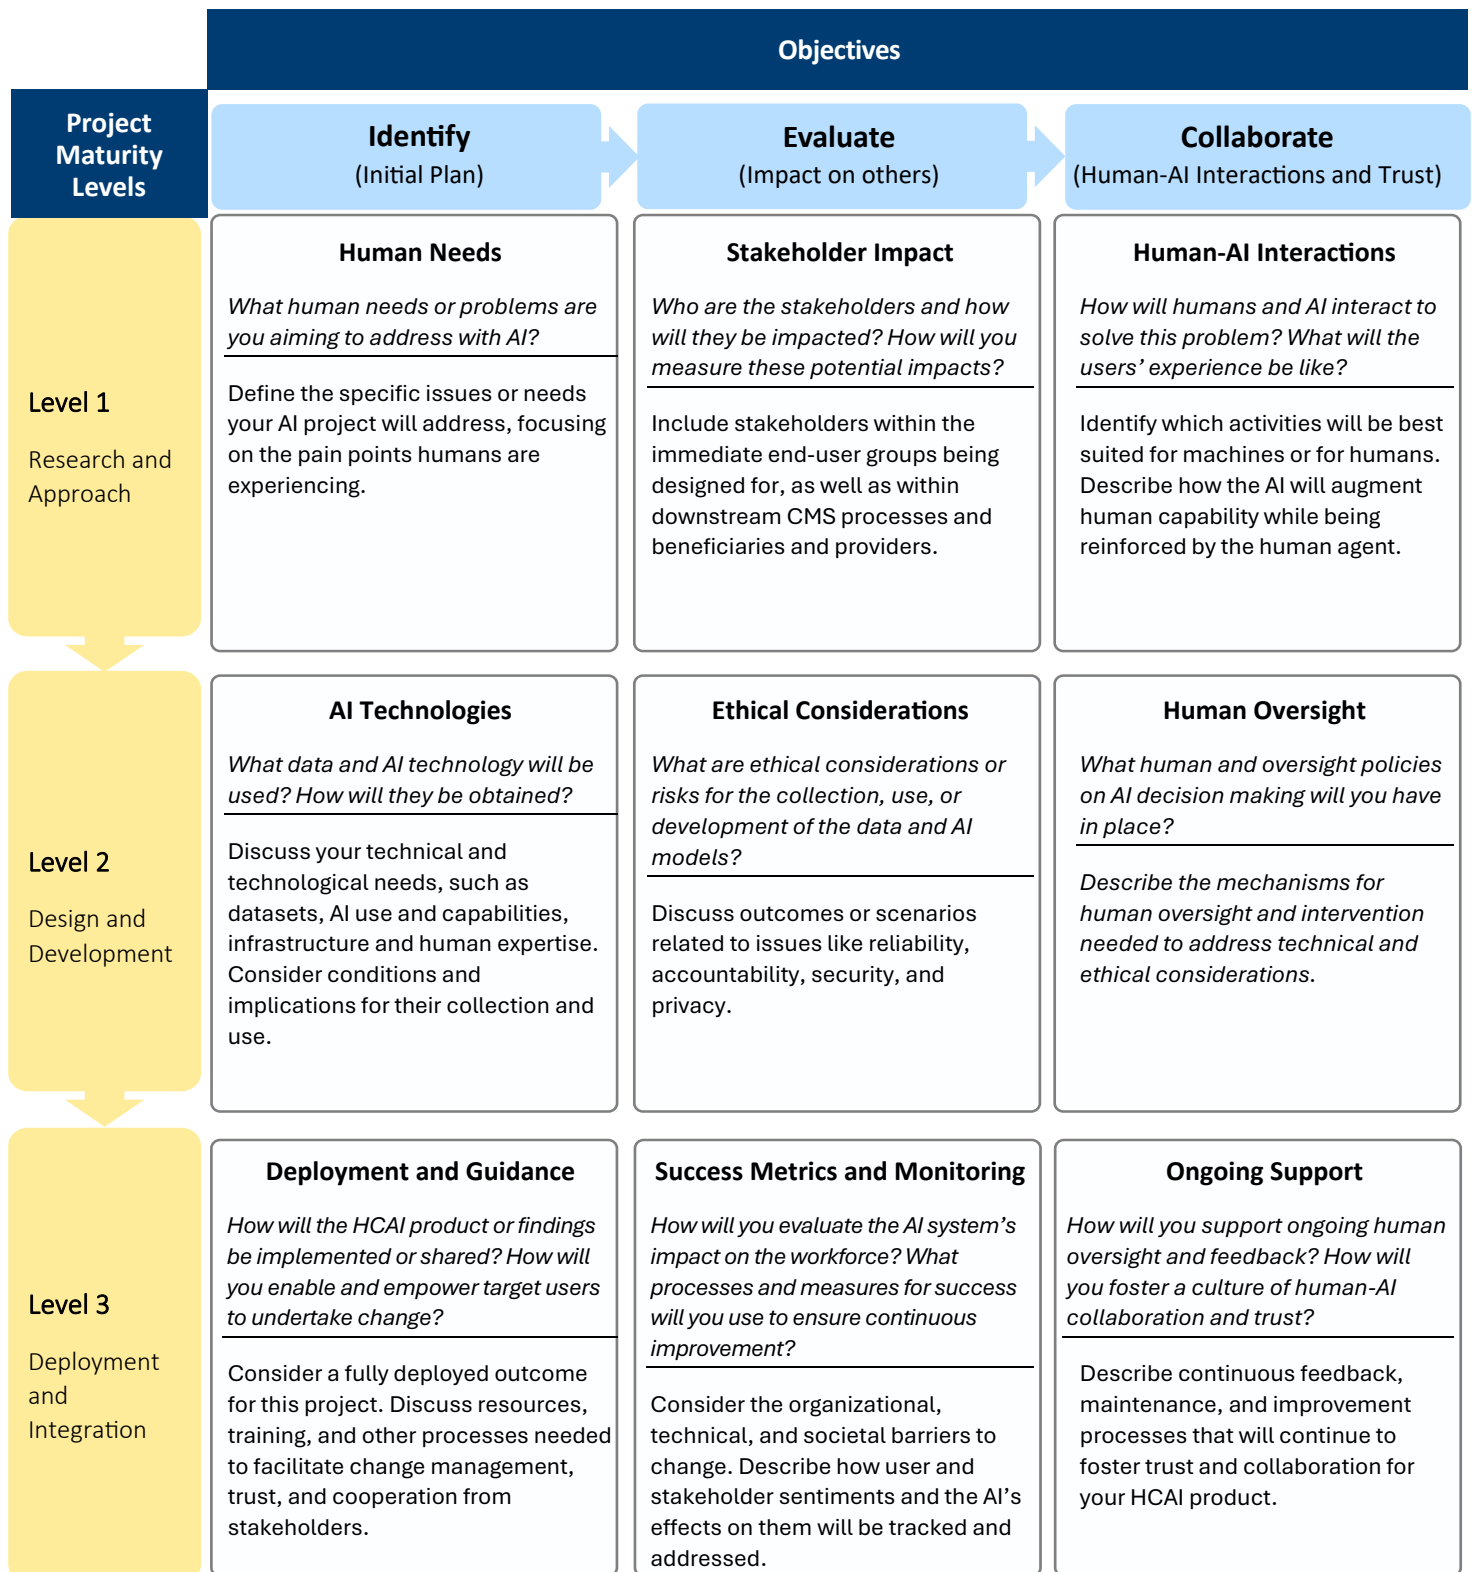 Objectives
Project
Maturity
Levels
Identify
(Initial Plan)
Evaluate
(Impact on others)
Collaborate
(Human-AI Interactions and Trust)
Level 1
Research and
Approach
Human Needs
What human needs or problems are
you aiming to address with AI?
Define the specific issues or needs
your AI project will address, focusing
on the pain points humans are
experiencing.
Stakeholder Impact
Who are the stakeholders and how
will they be impacted? How will you
measure these potential impacts?
Include stakeholders within the
immediate end-user groups being
designed for, as well as within
downstream CMS processes and
beneficiaries and providers.
Human-AI Interactions
How will humans and AI interact to
solve this problem? What will the
users’ experience be like?
Identify which activities will be best
suited for machines or for humans.
Describe how the AI will augment
human capability while being
reinforced by the human agent.
Level 2
Design and
Development
AI Technologies
What data and AI technology will be
used? How will they be obtained?
Discuss your technical and
technological needs, such as
datasets, AI use and capabilities,
infrastructure and human expertise.
Consider conditions and
implications for their collection and
use.
Ethical Considerations
What are ethical considerations or
risks for the collection, use, or
development of the data and AI
models?
Discuss outcomes or scenarios
related to issues like reliability,
accountability, security, and
privacy.
Human Oversight
What human and oversight policies
on AI decision making will you have
in place?
Describe the mechanisms for
human oversight and intervention
needed to address technical and
ethical considerations.
Level 3
Deployment
and
Integration
Deployment and Guidance
How will the HCAI product or findings
be implemented or shared? How will
you enable and empower target users
to undertake change?
Consider a fully deployed outcome
for this project. Discuss resources,
training, and other processes needed
to facilitate change management,
trust, and cooperation from
stakeholders.
Success Metrics and Monitoring
How will you evaluate the AI system’s
impact on the workforce? What
processes and measures for success
will you use to ensure continuous
improvement?
Consider the organizational,
technical, and societal barriers to
change. Describe how user and
stakeholder sentiments and the AI’s
effects on them will be tracked and
addressed.
Ongoing Support
How will you support ongoing human
oversight and feedback? How will
you foster a culture of human-AI
collaboration and trust?
Describe continuous feedback,
maintenance, and improvement
processes that will continue to
foster trust and collaboration for
your HCAI product.